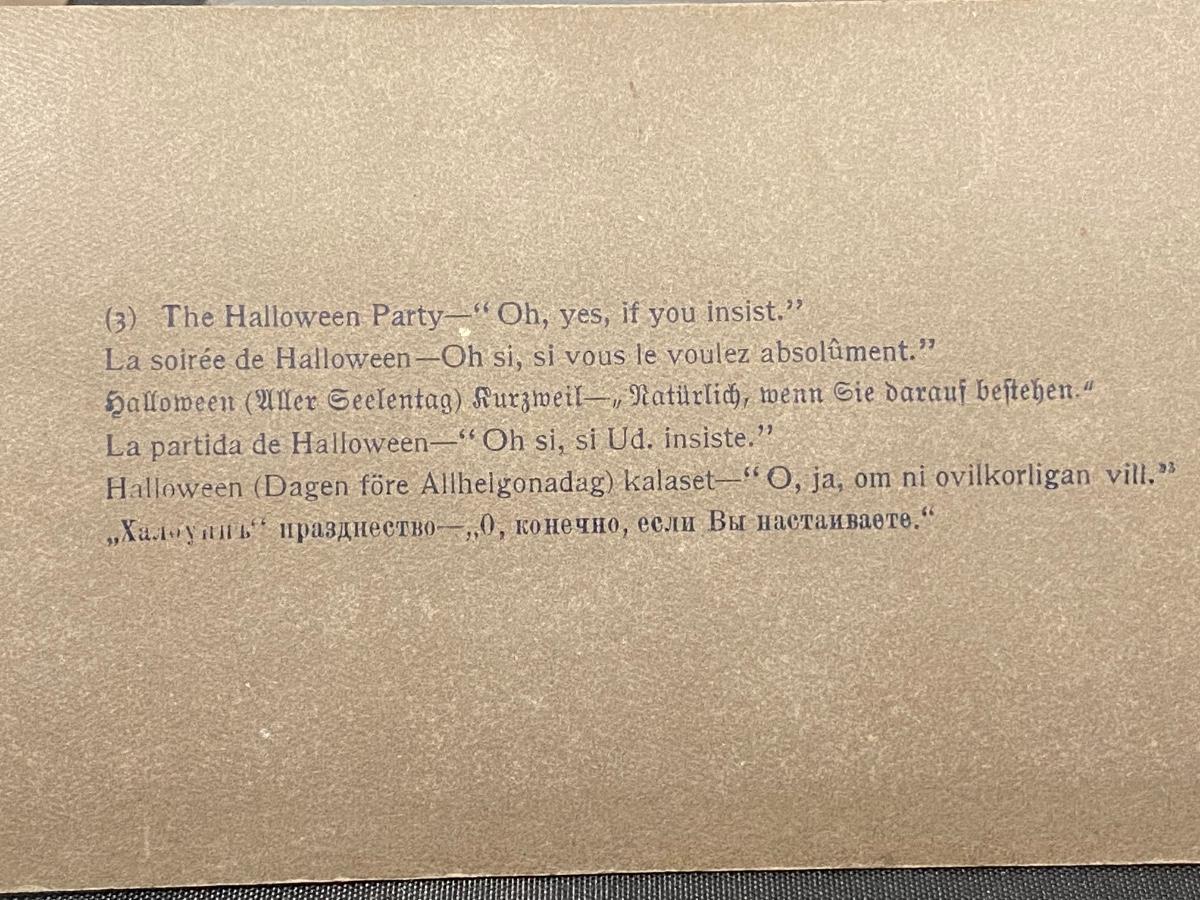 (3) The Halloween Party—“Oh, yes, if you insist.”
La soirée de Halloween—Oh si, si vous le voulez absolûment.”
Halloween (Aller Seelentag) Kurzweil—„Natürlich, wenn Sie darauf bestehen.“
La partida de Halloween—“Oh si, si Ud. insiste.”
Halloween (Dagen före Allhelgonadag) kalaset—“O, ja, om ni ovilkorligan vill.”
праздн​ество—„О, конечно, если Вы настаиваете.“